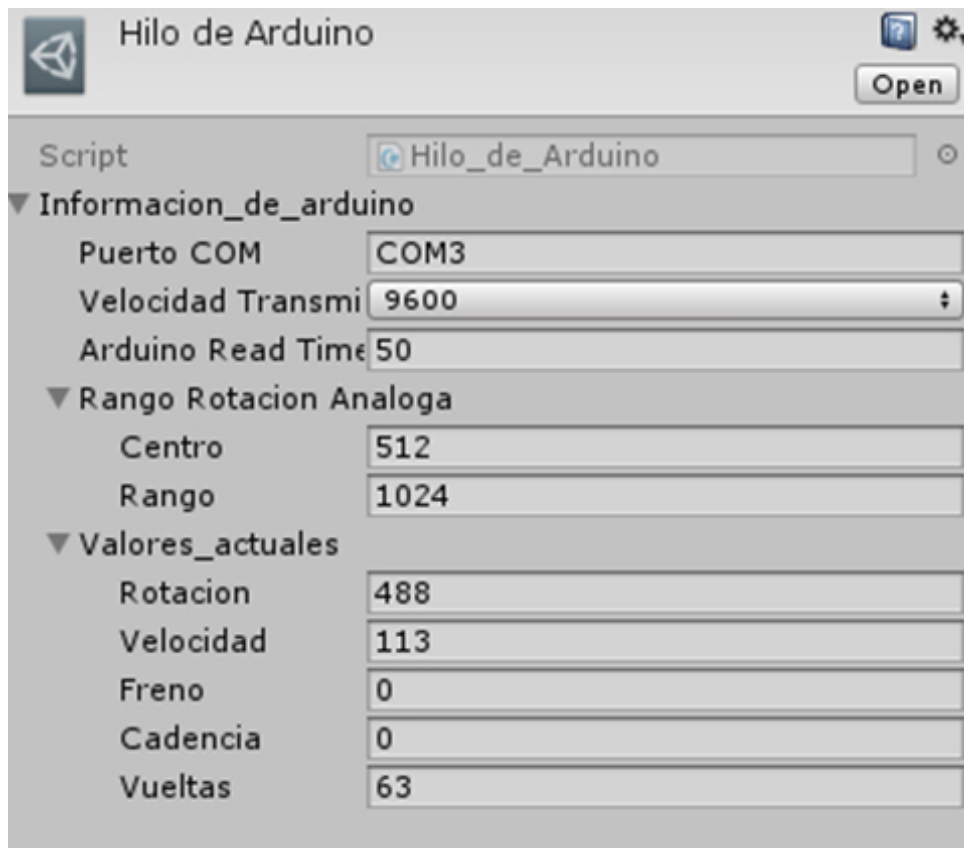 Hilo de Arduino
Open
Script Hilo_de_Arduino
Informacion_de_arduino
Puerto COM COM3
Velocidad Transmi 9600
Arduino Read Time 50
Rango Rotacion Analoga
Centro 512
Rango 1024
Valores_actuales
Rotacion 488
Velocidad 113
Freno 0
Cadencia 0
Vueltas 63